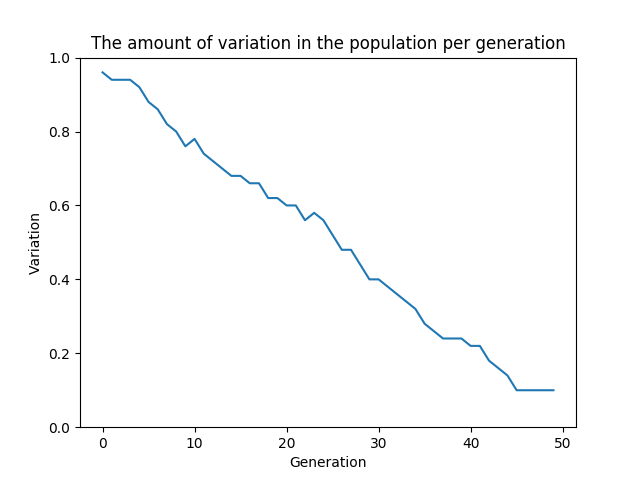 The amount of variation in the population per generation
1.0
0.8
0.6
0.4
0.2
0.0
Variation
0 10 20 30 40 50
Generation